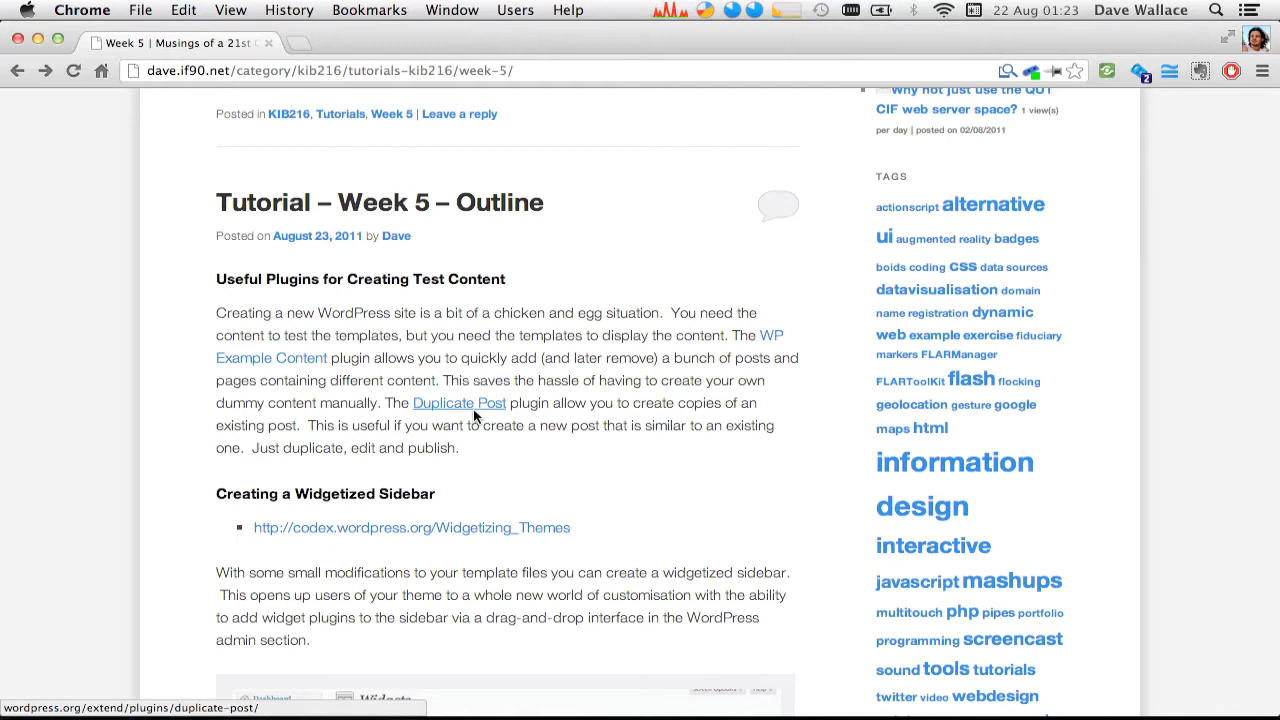 Chrome File Edit View History Bookmarks Window Users Help 22 Aug 01:23 Dave Wallace
Week 5 | Musings of a 21st C
dave.if90.net/category/kib216/tutorials-kib216/week-5/
Posted in KIB216, Tutorials, Week 5 | Leave a reply
Tutorial – Week 5 – Outline
Posted on August 23, 2011 by Dave
Useful Plugins for Creating Test Content
Creating a new WordPress site is a bit of a chicken and egg situation.  You need the
content to test the templates, but you need the templates to display the content. The WP
Example Content plugin allows you to quickly add (and later remove) a bunch of posts and
pages containing different content. This saves the hassle of having to create your own
dummy content manually. The Duplicate Post plugin allow you to create copies of an
existing post.  This is useful if you want to create a new post that is similar to an existing
one.  Just duplicate, edit and publish.
Creating a Widgetized Sidebar
http://codex.wordpress.org/Widgetizing_Themes
With some small modifications to your template files you can create a widgetized sidebar.
This opens up users of your theme to a whole new world of customisation with the ability
to add widget plugins to the sidebar via a drag-and-drop interface in the WordPress
admin section.
Dashboard Widgets
Why not just use the QUT
CIF web server space? 1 view(s)
per day | posted on 02/08/2011
TAGS
actionscript alternative
ui augmented reality badges
boids coding css data sources
datavisualisation domain
name registration dynamic
web example exercise fiduciary
markers FLARManager
FLARToolKit flash flocking
geolocation gesture google
maps html
information
design
interactive
javascript mashups
multitouch php pipes portfolio
programming screencast
sound tools tutorials
twitter video webdesign
wordpress.org/extend/plugins/duplicate-post/